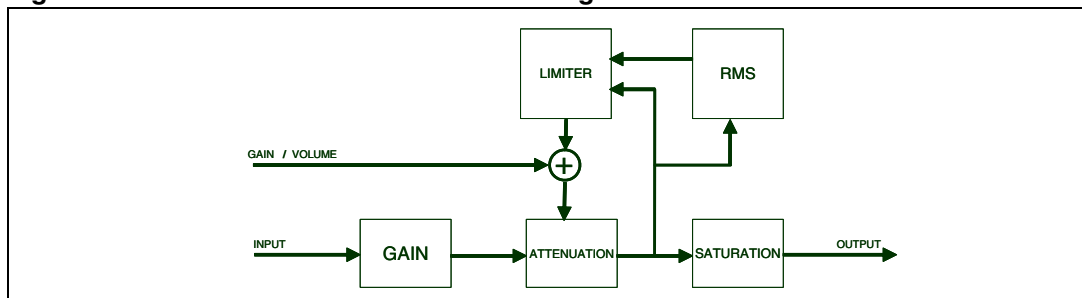 LIMITER
RMS
GAIN / VOLUME
+
INPUT
GAIN
ATTENUATION
SATURATION
OUTPUT